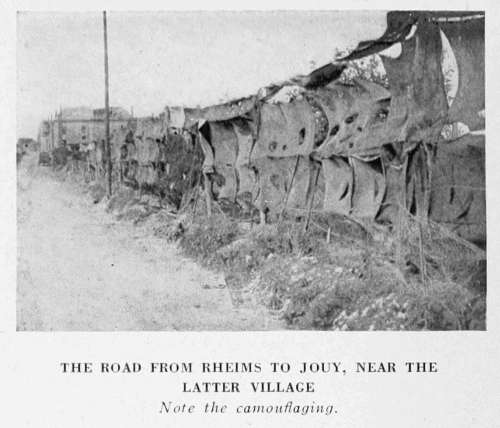 THE ROAD FROM RHEIMS TO JOUY, NEAR THE
LATTER VILLAGE
Note the camouflaging.